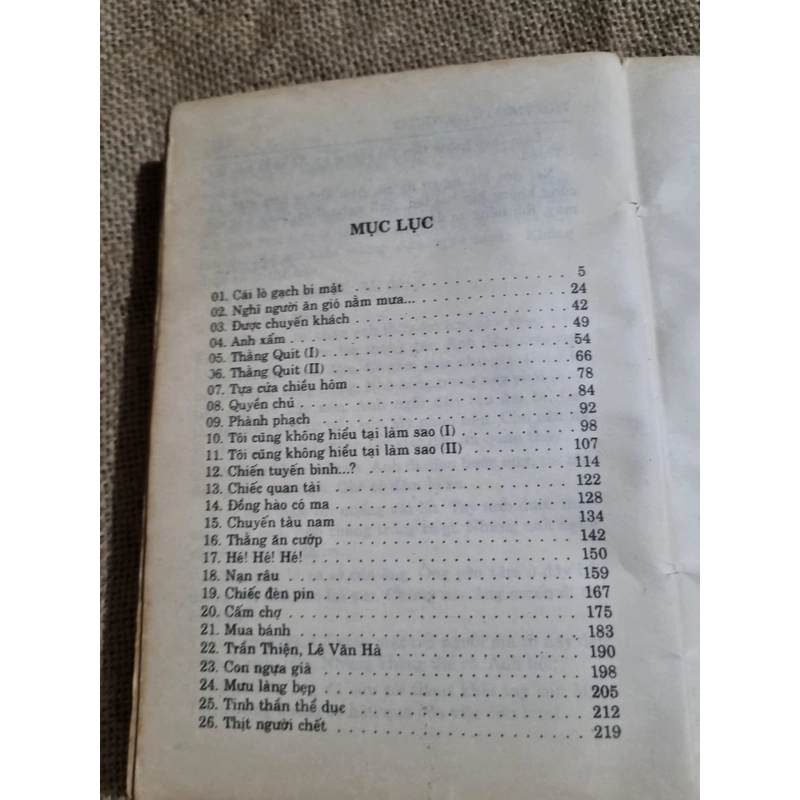 MỤC LỤC
01. Cái lò gạch bí mật . . . . . . . . . . . . . . . . . . 5
02. Nghĩ người ăn gió nằm mưa... . . . . . . . . . . . . 24
03. Được chuyến khách . . . . . . . . . . . . . . . . . . 42
04. Anh xẩm . . . . . . . . . . . . . . . . . . . . . . . 49
05. Thằng Quít (I) . . . . . . . . . . . . . . . . . . . . 54
06. Thằng Quít (II) . . . . . . . . . . . . . . . . . . . 66
07. Tựa cửa chiều hôm . . . . . . . . . . . . . . . . . . 78
08. Quyền chủ . . . . . . . . . . . . . . . . . . . . . . 84
09. Phành phạch . . . . . . . . . . . . . . . . . . . . . 92
10. Tôi cũng không hiểu tại làm sao (I) . . . . . . . . . 98
11. Tôi cũng không hiểu tại làm sao (II) . . . . . . . . 107
12. Chiến tuyến bình...? . . . . . . . . . . . . . . . . 114
13. Chiếc quan tài . . . . . . . . . . . . . . . . . . . 122
14. Đồng hào có ma . . . . . . . . . . . . . . . . . . . 128
15. Chuyến tàu nam . . . . . . . . . . . . . . . . . . . 134
16. Thằng ăn cướp . . . . . . . . . . . . . . . . . . . . 142
17. Hé! Hé! Hé! . . . . . . . . . . . . . . . . . . . . . 150
18. Nạn râu . . . . . . . . . . . . . . . . . . . . . . . 159
19. Chiếc đèn pin . . . . . . . . . . . . . . . . . . . . 167
20. Cấm chợ . . . . . . . . . . . . . . . . . . . . . . . 175
21. Mua bánh . . . . . . . . . . . . . . . . . . . . . . 183
22. Trần Thiện, Lê Văn Hà . . . . . . . . . . . . . . . . 190
23. Con ngựa già . . . . . . . . . . . . . . . . . . . . 198
24. Mưu làng bẹp . . . . . . . . . . . . . . . . . . . . 205
25. Tinh thần thể dục . . . . . . . . . . . . . . . . . . 212
26. Thịt người chết . . . . . . . . . . . . . . . . . . . 219